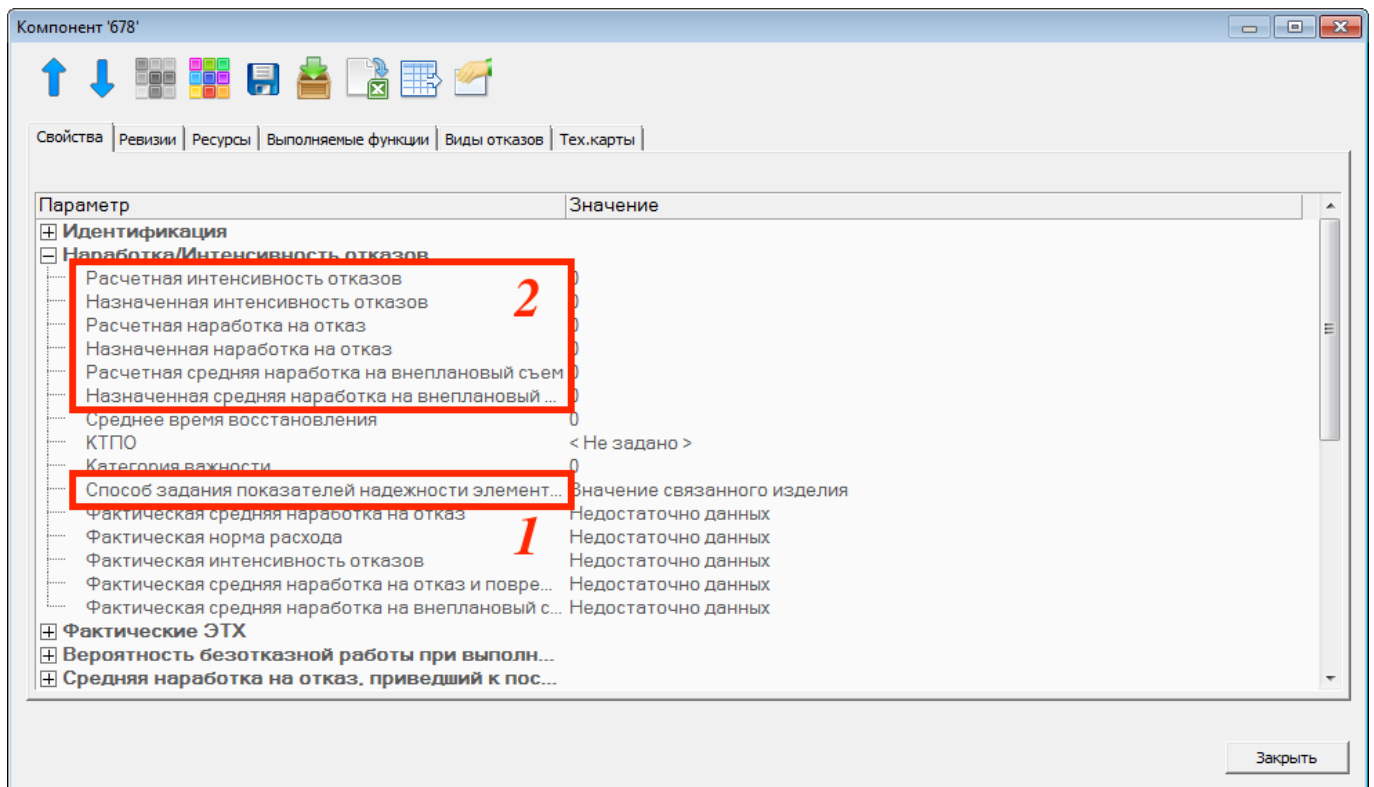 Компонент '678'
Свойства Ревизии Ресурсы Выполняемые функции Виды отказов Тех.карты
Параметр Значение
Идентификация
Наработка/Интенсивность отказов
Расчетная интенсивность отказов 0
Назначенная интенсивность отказов 0
2
Расчетная наработка на отказ 0
Назначенная наработка на отказ 0
Расчетная средняя наработка на внеплановый съем 0
Назначенная средняя наработка на внеплановый ... 0
Среднее время восстановления 0
КТПО < Не задано >
Категория важности 0
Способ задания показателей надежности элемент... Значение связанного изделия
Фактическая средняя наработка на отказ Недостаточно данных
1
Фактическая норма расхода Недостаточно данных
Фактическая интенсивность отказов Недостаточно данных
Фактическая средняя наработка на отказ и повре... Недостаточно данных
Фактическая средняя наработка на внеплановый с... Недостаточно данных
Фактические ЭТХ
Вероятность безотказной работы при выполн...
Средняя наработка на отказ, приведший к пос...
Закрыть